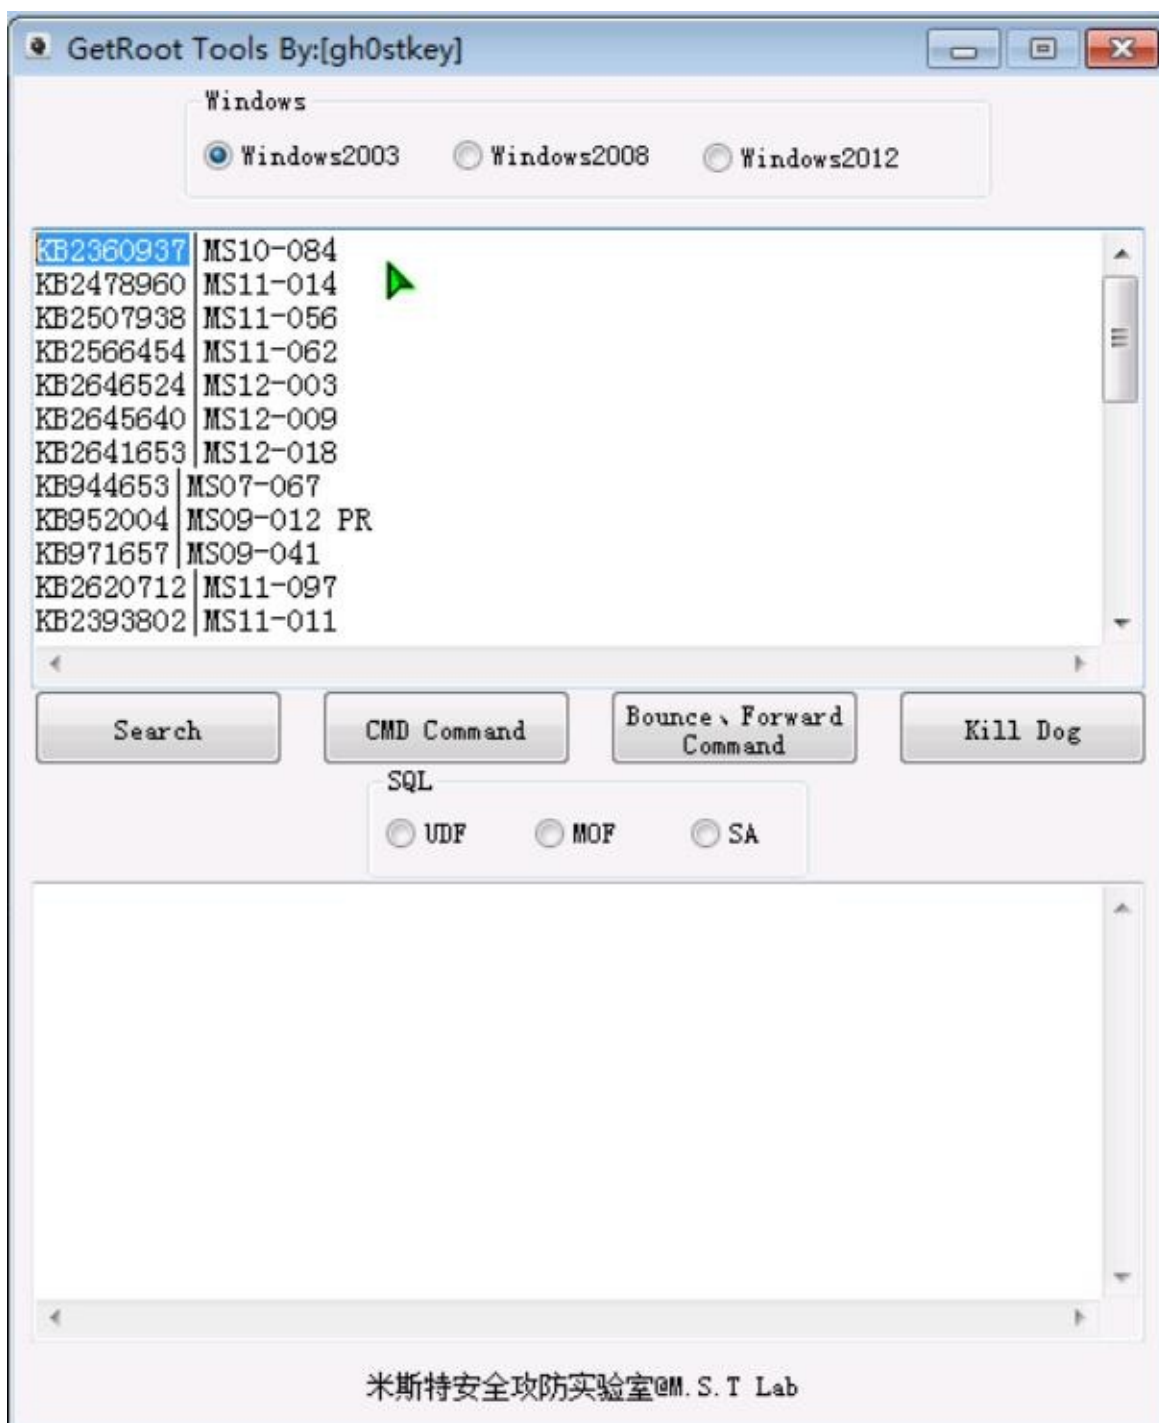 GetRoot Tools By:[gh0stkey]
Windows
Windows2003 Windows2008 Windows2012
KB2360937|MS10-084
KB2478960|MS11-014
KB2507938|MS11-056
KB2566454|MS11-062
KB2646524|MS12-003
KB2645640|MS12-009
KB2641653|MS12-018
KB944653|MS07-067
KB952004|MS09-012 PR
KB971657|MS09-041
KB2620712|MS11-097
KB2393802|MS11-011
Search
CMD Command
Bounce、Forward
Command
Kill Dog
SQL
UDF MOF SA
米斯特安全攻防实验室@M.S.T Lab